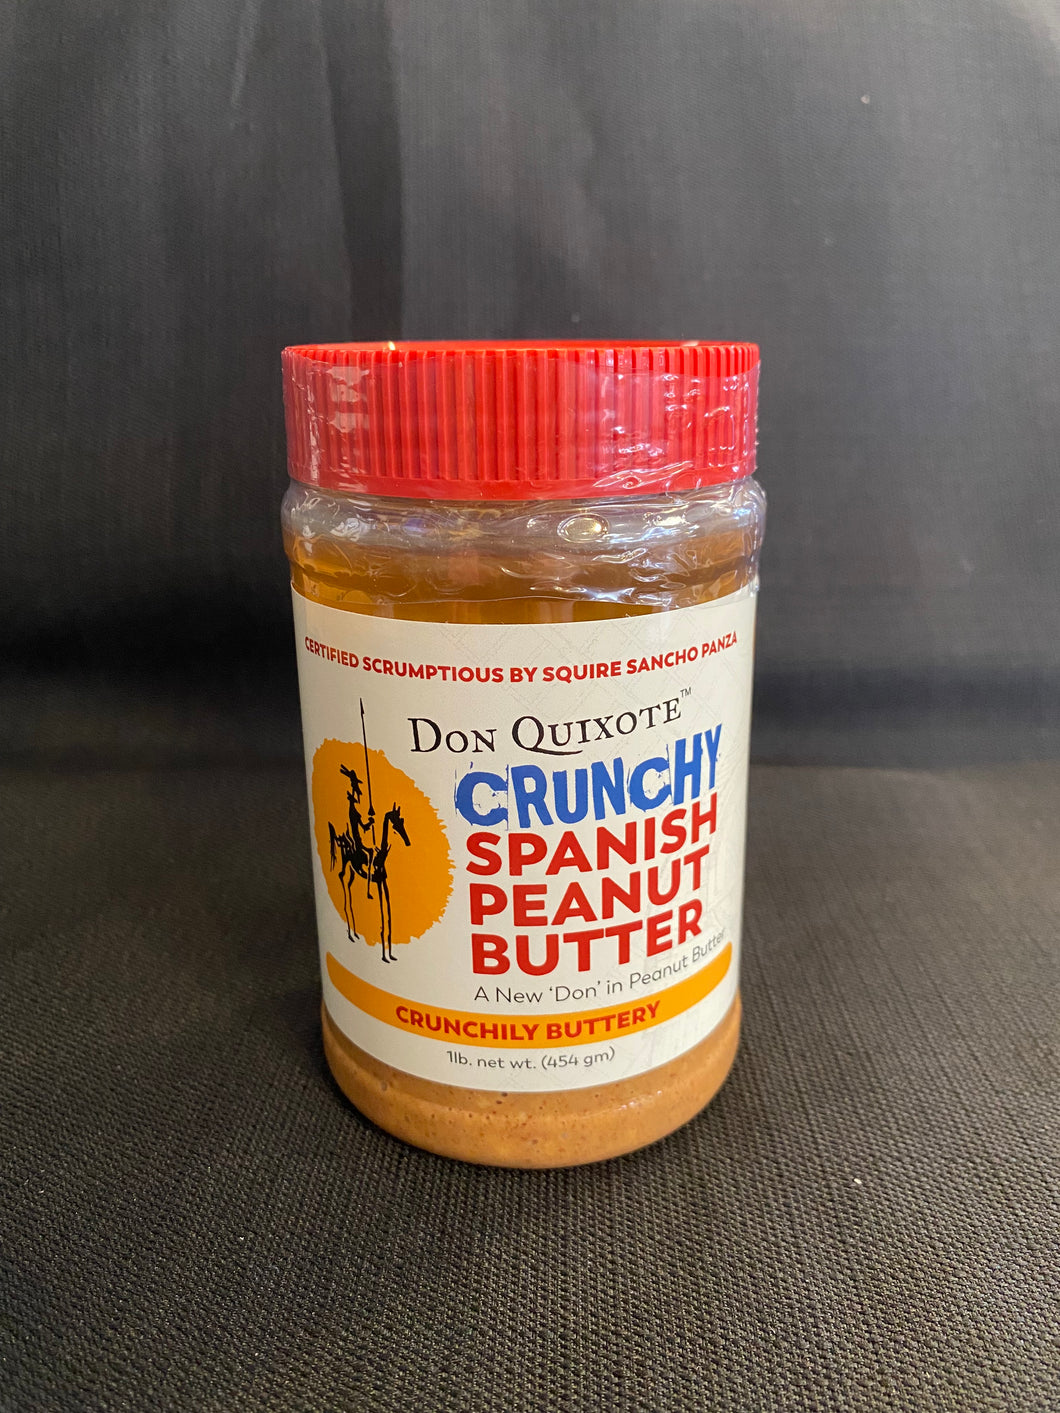 CERTIFIED SCRUMPTIOUS BY SQUIRE SANCHO PANZA
DON QUIXOTE™
CRUNCHY
SPANISH
PEANUT
BUTTER
A New 'Don' in Peanut Butter
CRUNCHILY BUTTERY
1lb. net wt. (454 gm)